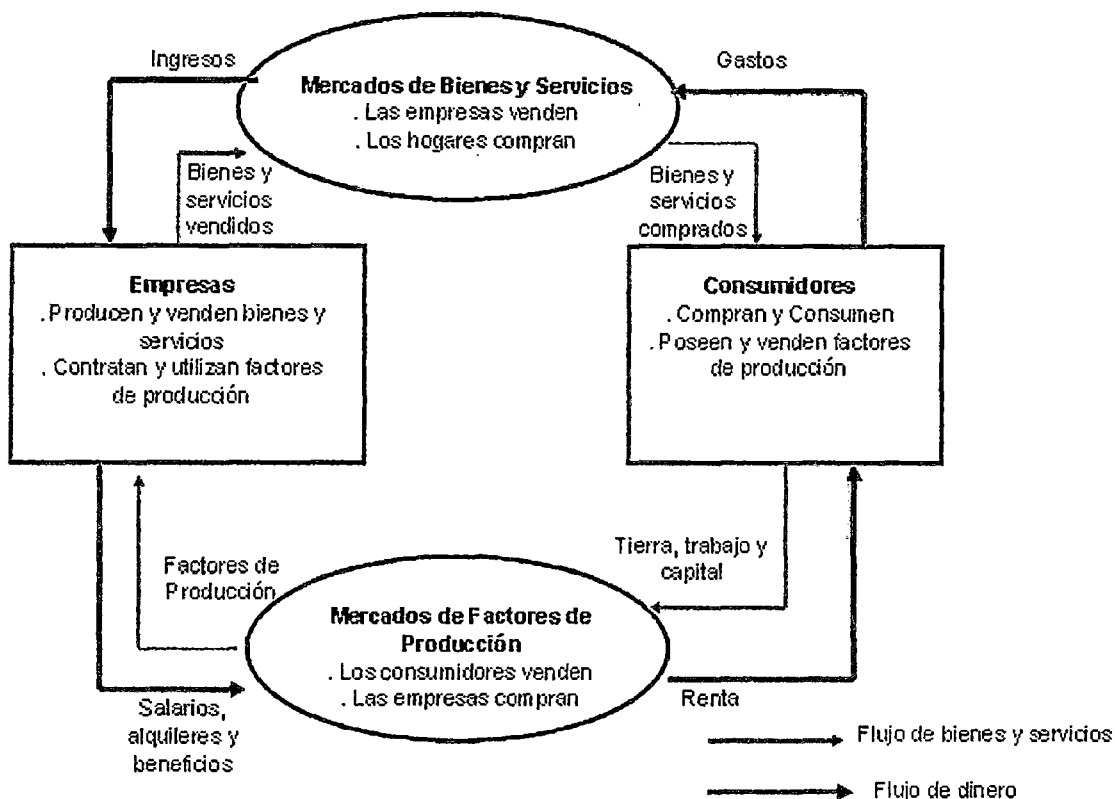 Ingresos
Mercados de Bienes y Servicios
. Las empresas venden
. Los hogares compran
Gastos
Bienes y
servicios
vendidos
Bienes y
servicios
comprados
Empresas
. Producen y venden bienes y
servicios
. Contratan y utilizan factores
de producción
Consumidores
. Compran y Consumen
. Poseen y venden factores
de producción
Factores de
Producción
Tierra, trabajo y
capital
Mercados de Factores de
Producción
. Los consumidores venden
. Las empresas compran
Salarios,
alquileres y
beneficios
Renta
Flujo de bienes y servicios
Flujo de dinero